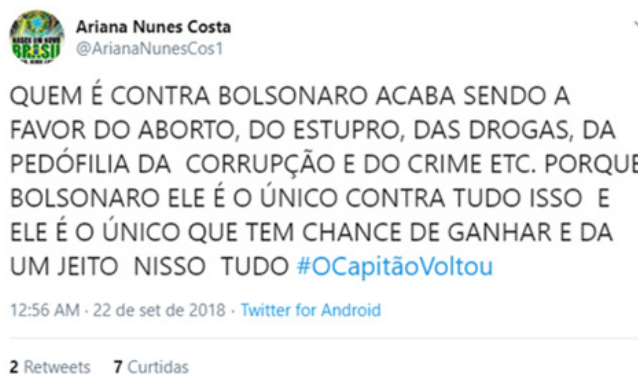 Ariana Nunes Costa
@ArianaNunesCos1
QUEM É CONTRA BOLSONARO ACABA SENDO A
FAVOR DO ABORTO, DO ESTUPRO, DAS DROGAS, DA
PEDÓFILIA DA CORRUPÇÃO E DO CRIME ETC. PORQUE
BOLSONARO ELE É O ÚNICO CONTRA TUDO ISSO E
ELE É O ÚNICO QUE TEM CHANCE DE GANHAR E DA
UM JEITO NISSO TUDO #OCapitãoVoltou
12:56 AM · 22 de set de 2018 · Twitter for Android
2 Retweets 7 Curtidas